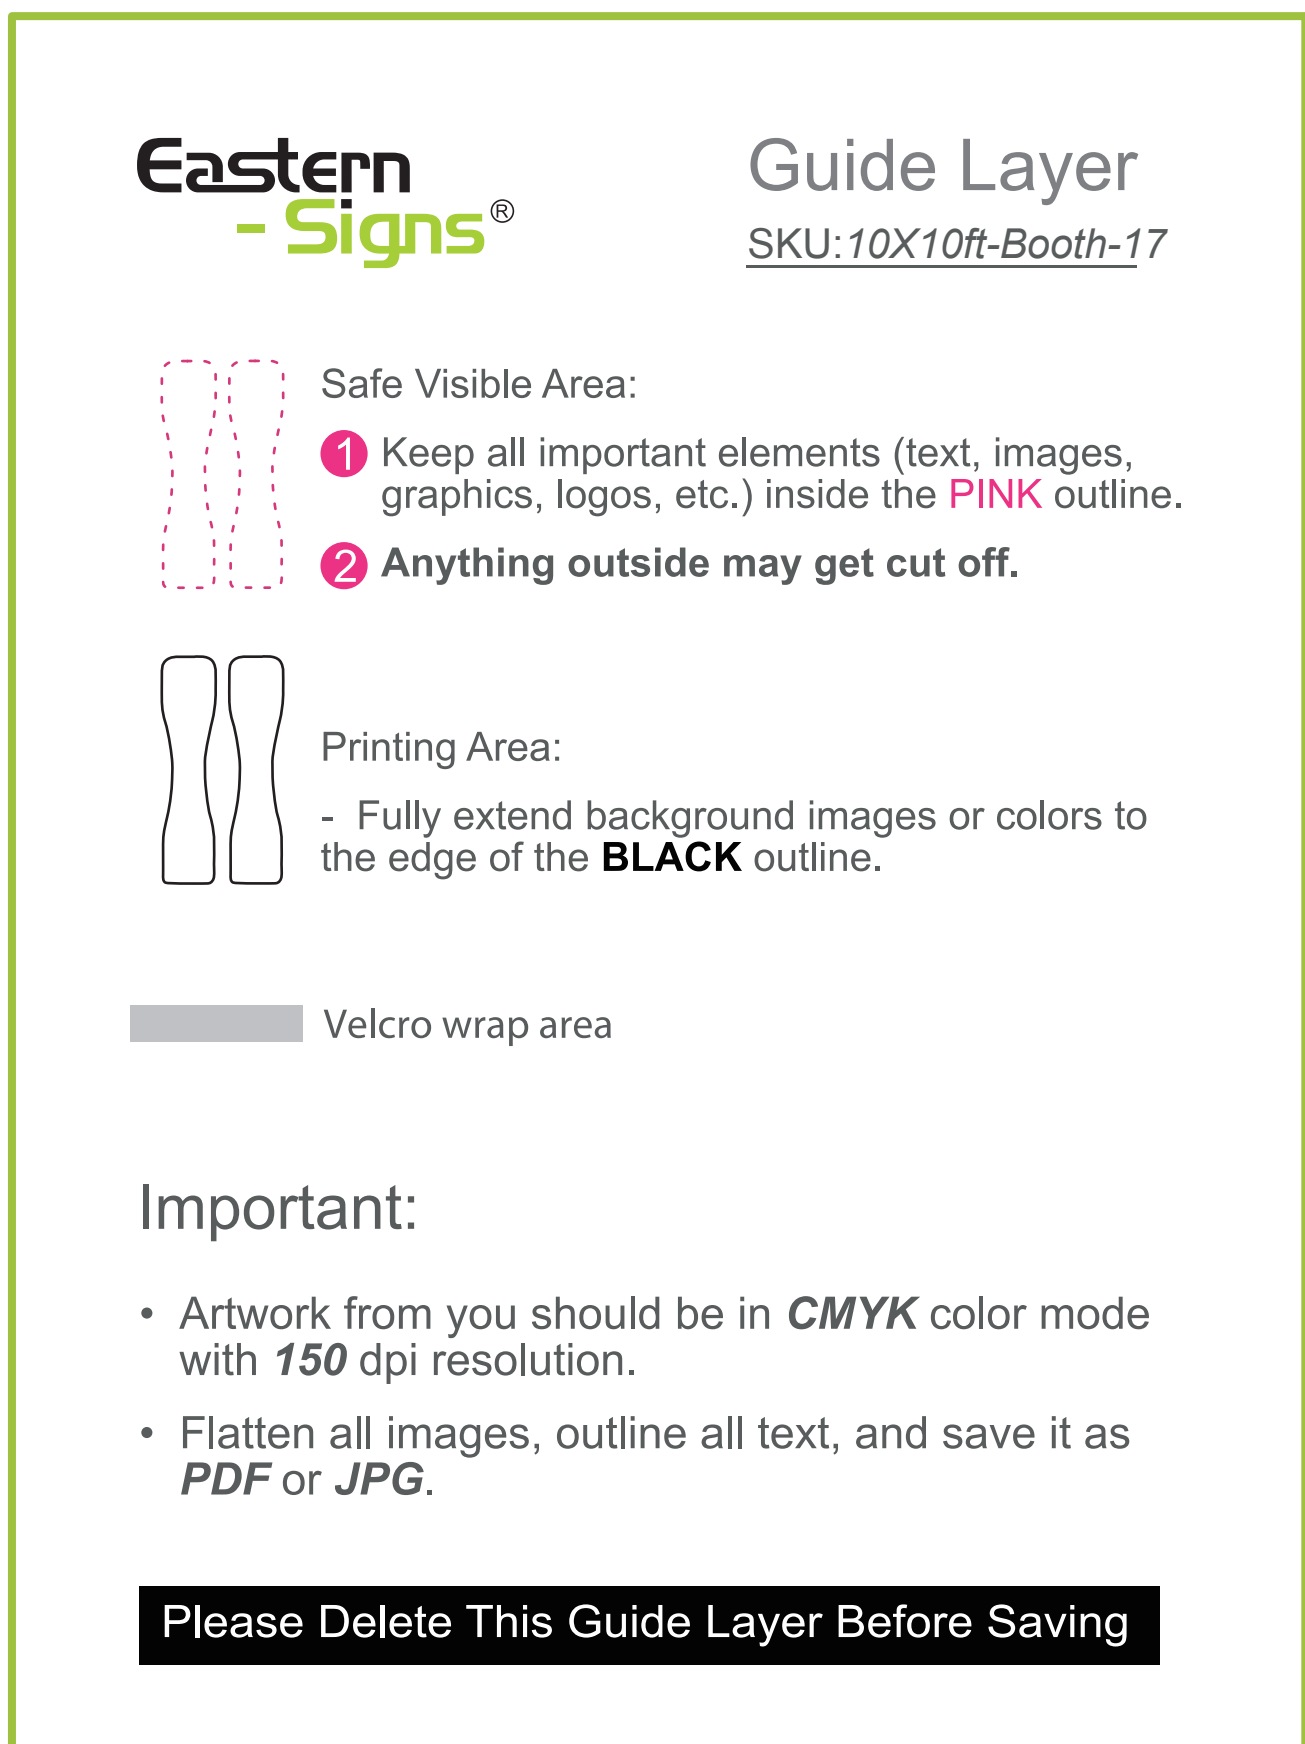 Eastern
- Signs®
Guide Layer
SKU:10X10ft-Booth-17
Safe Visible Area:
1 Keep all important elements (text, images,
graphics, logos, etc.) inside the PINK outline.
2 Anything outside may get cut off.
Printing Area:
- Fully extend background images or colors to
the edge of the BLACK outline.
Velcro wrap area
Important:
• Artwork from you should be in CMYK color mode
with 150 dpi resolution.
• Flatten all images, outline all text, and save it as
PDF or JPG.
Please Delete This Guide Layer Before Saving